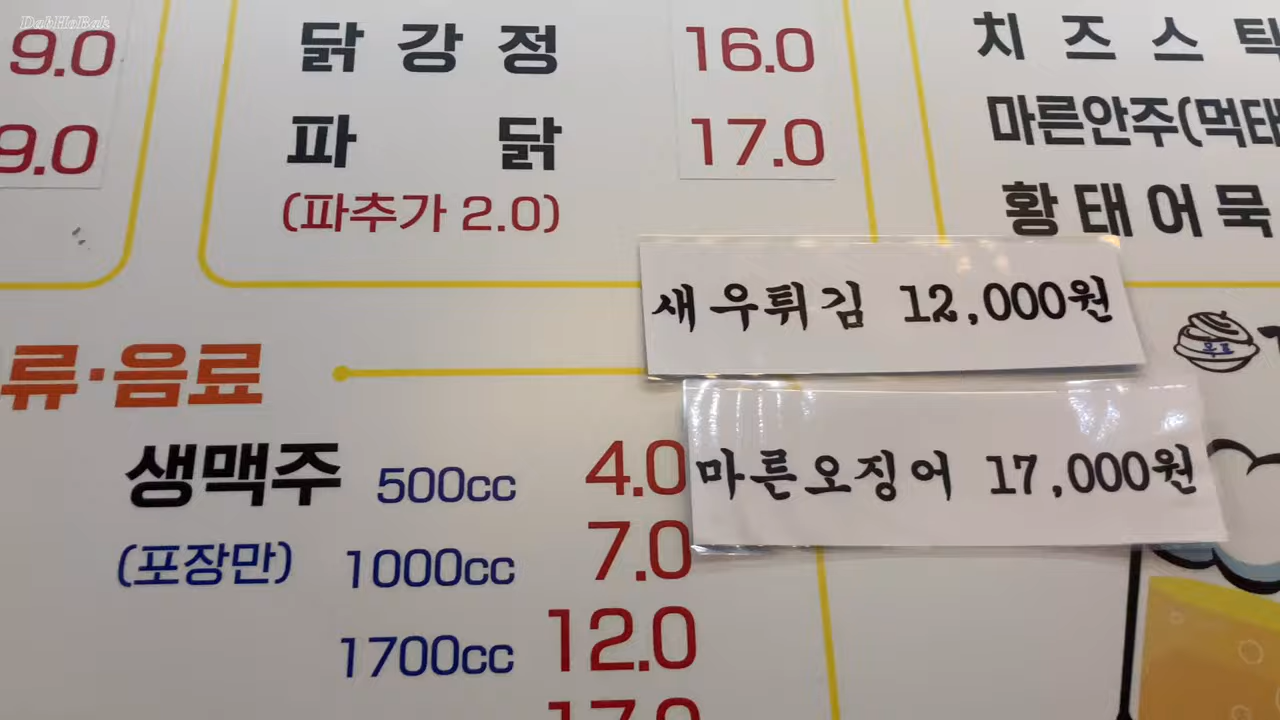 DohHoBak
9.0
닭강정 16.0
치즈스틱
9.0
파닭 17.0
마른안주(먹태
(파추가 2.0)
황태어묵
새우튀김 12,000원
류·음료
생맥주 500cc 4.0
마른오징어 17,000원
(포장만) 1000cc 7.0
1700cc 12.0
17.0